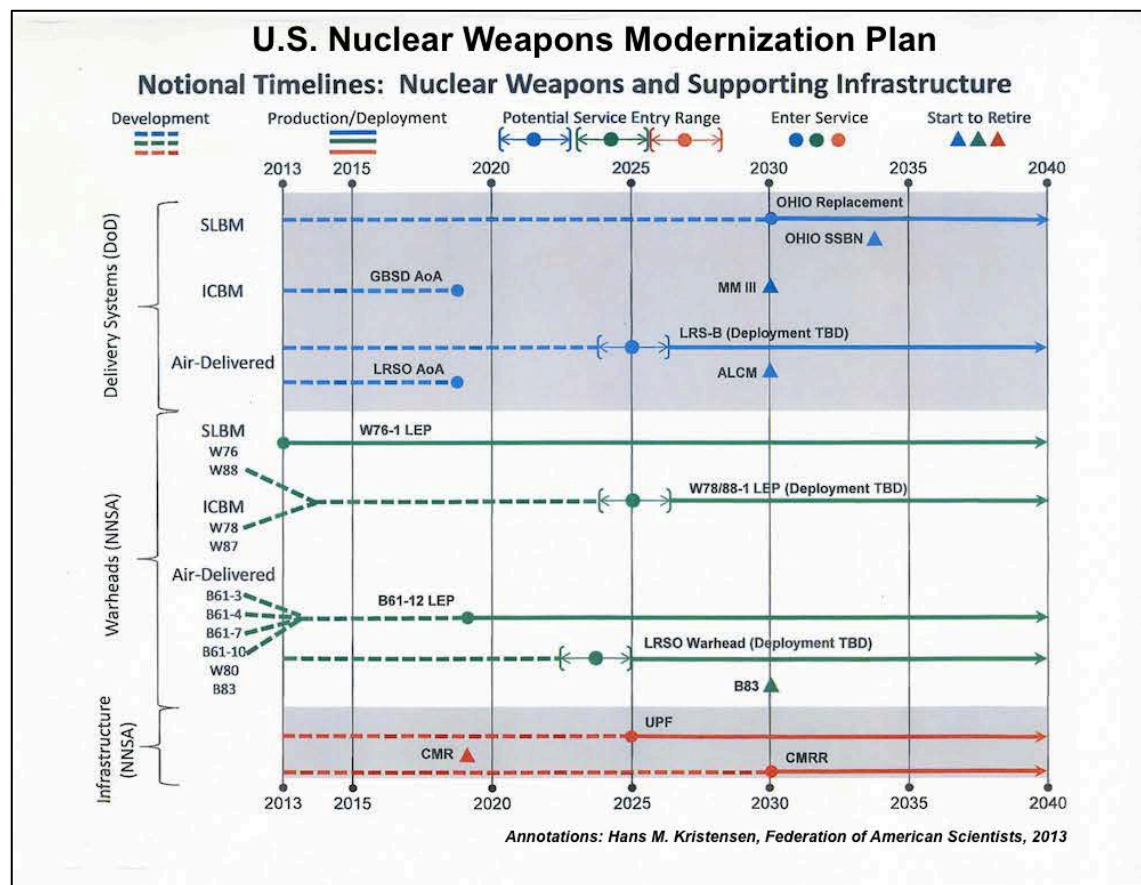 U.S. Nuclear Weapons Modernization Plan
Notional Timelines: Nuclear Weapons and Supporting Infrastructure
Development
Production/Deployment
Potential Service Entry Range
Enter Service
Start to Retire
2013 2015 2020 2025 2030 2035 2040
Delivery Systems (DoD)
SLBM
OHIO Replacement
OHIO SSBN
ICBM
GBSD AoA
MM III
Air-Delivered
LRS-B (Deployment TBD)
LRSO AoA
ALCM
Warheads (NNSA)
SLBM
W76
W88
W76-1 LEP
ICBM
W78
W87
W78/88-1 LEP (Deployment TBD)
Air-Delivered
B61-3
B61-4
B61-7
B61-10
W80
B83
B61-12 LEP
LRSO Warhead (Deployment TBD)
B83
Infrastructure
(NNSA)
UPF
CMR
CMRR
2013 2015 2020 2025 2030 2035 2040
Annotations: Hans M. Kristensen, Federation of American Scientists, 2013